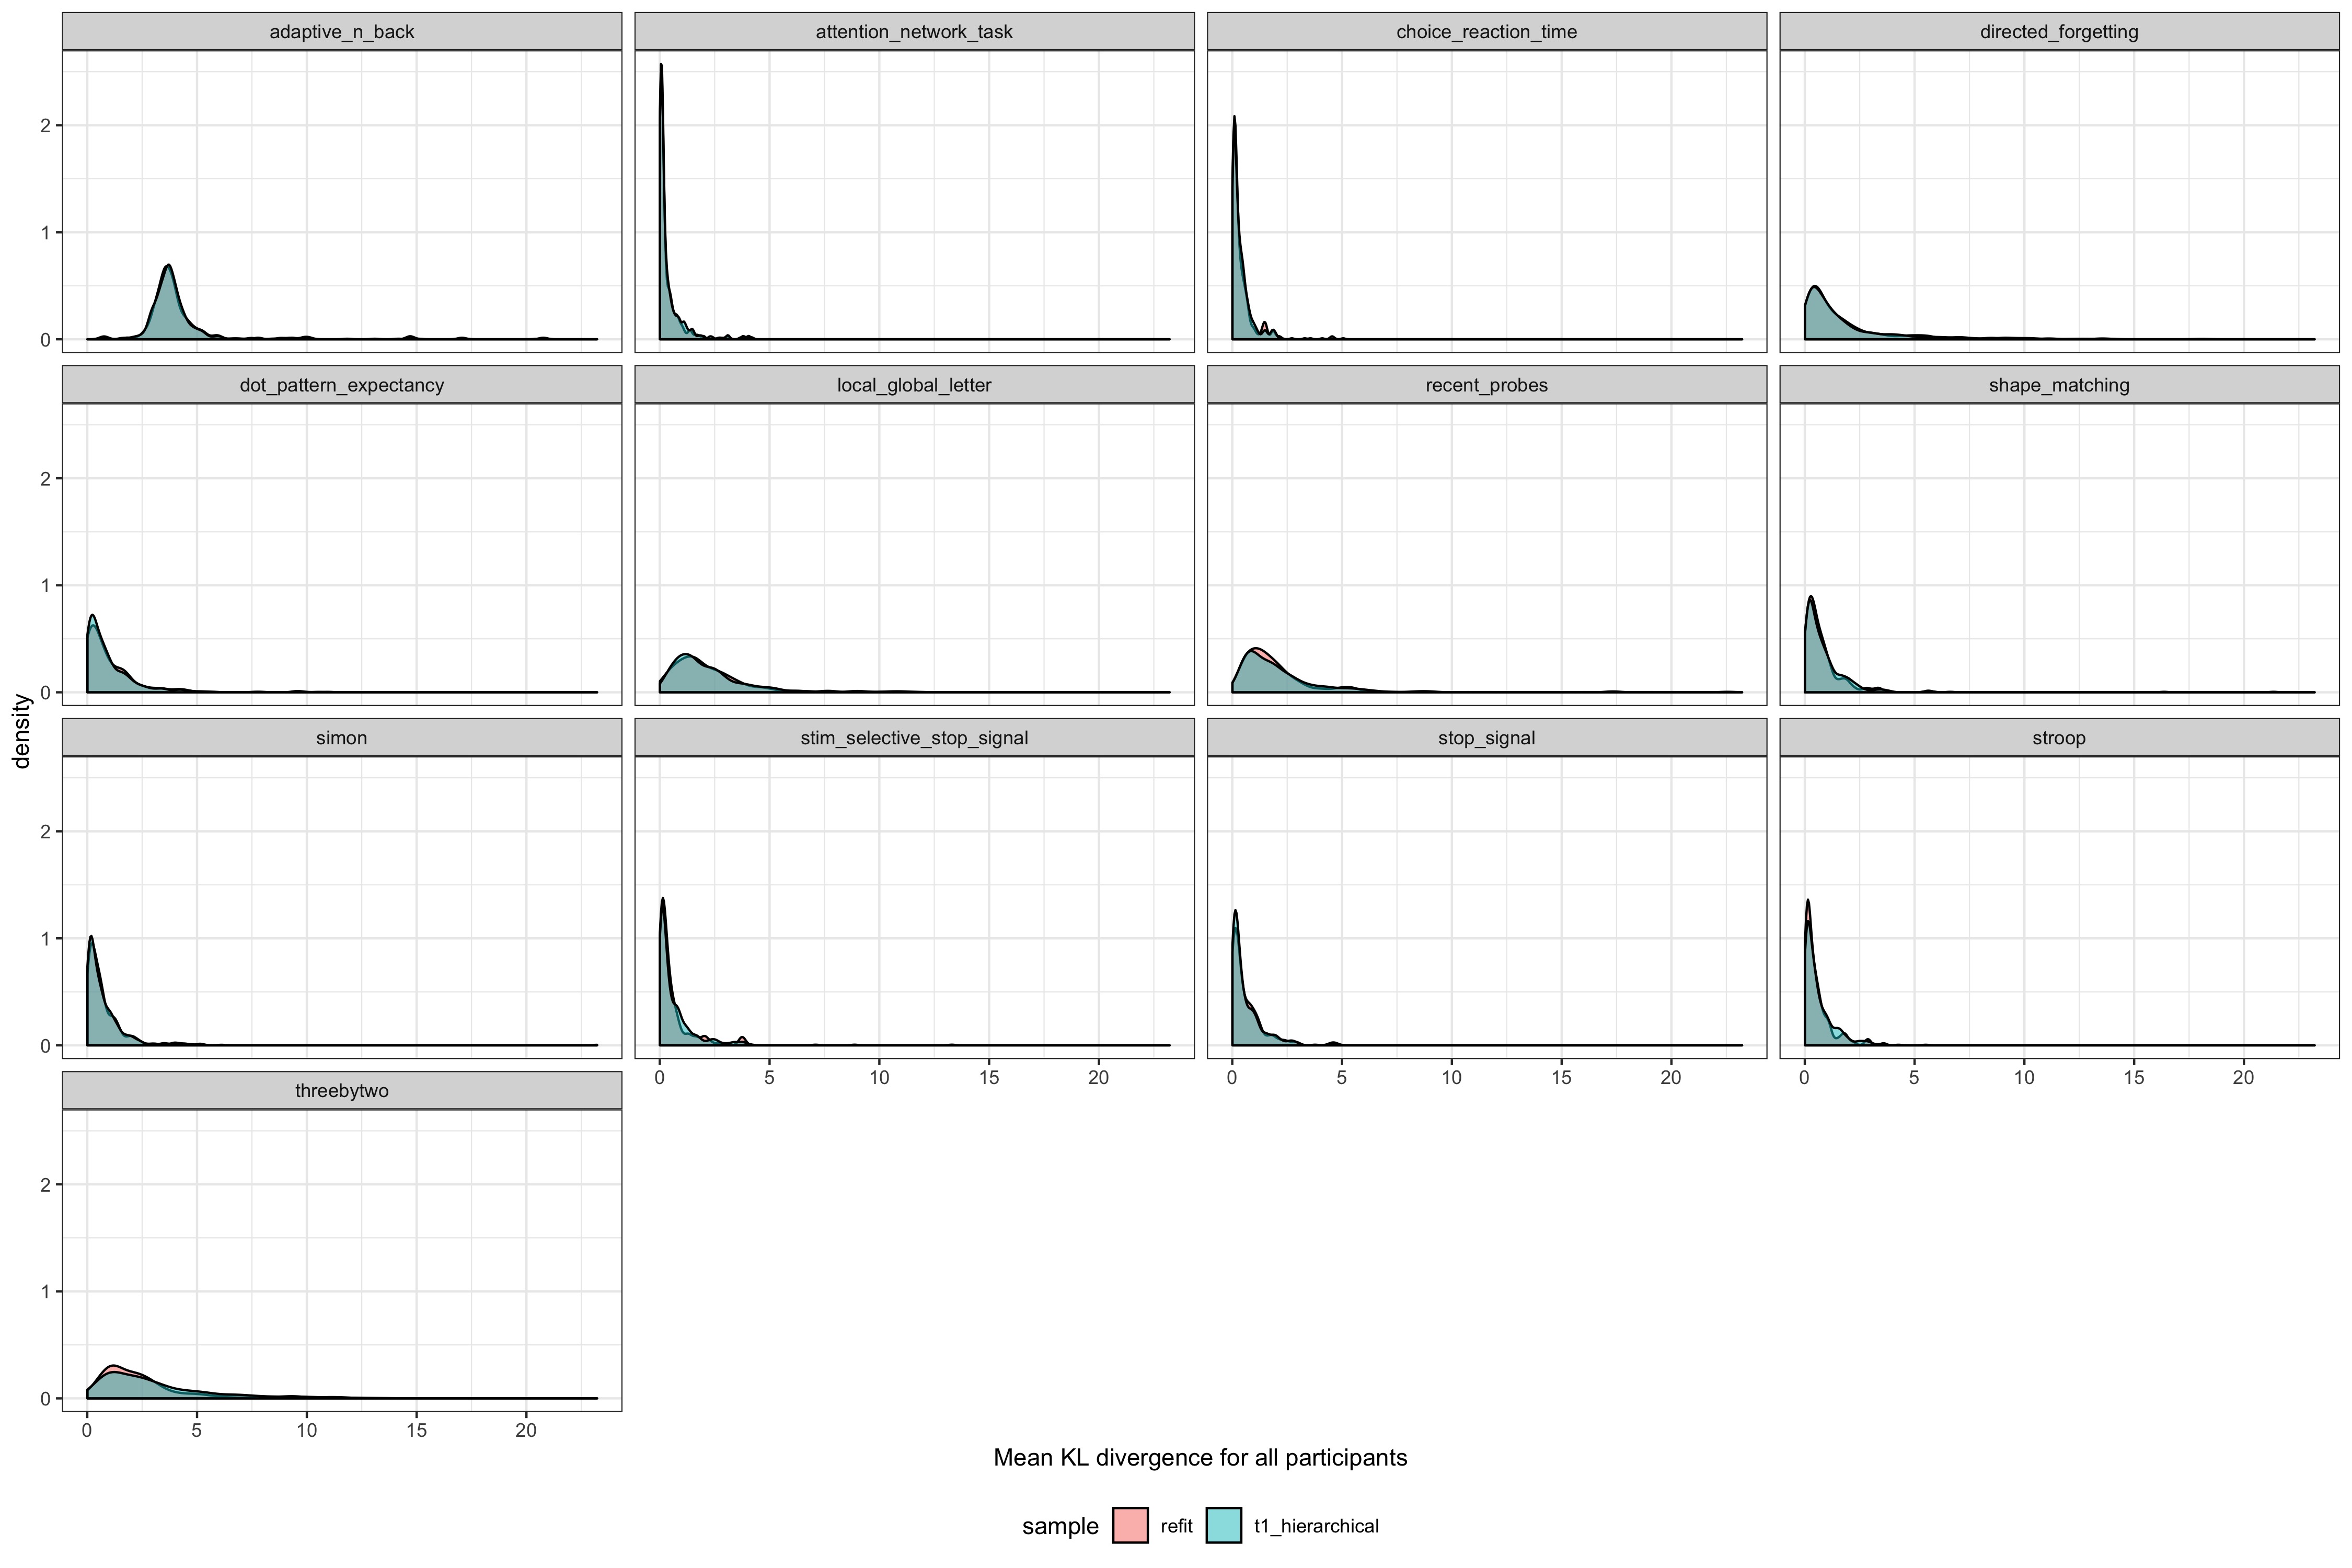 adaptive_n_back
attention_network_task
choice_reaction_time
directed_forgetting
2
1
0
dot_pattern_expectancy
local_global_letter
recent_probes
shape_matching
2
1
0
density
simon
stim_selective_stop_signal
stop_signal
stroop
2
1
0
0 5 10 15 20
0 5 10 15 20
0 5 10 15 20
threebytwo
2
1
0
0 5 10 15 20
Mean KL divergence for all participants
sample refit t1_hierarchical